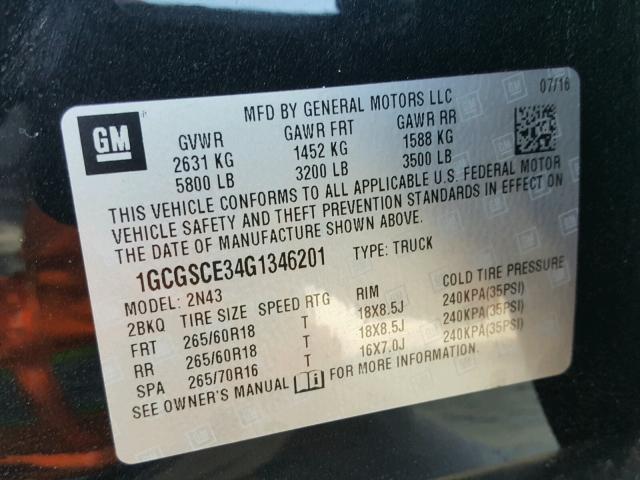 07/16
MFD BY GENERAL MOTORS LLC
GM
GVWR GAWR FRT GAWR RR
2631 KG 1452 KG 1588 KG
5800 LB 3200 LB 3500 LB
THIS VEHICLE CONFORMS TO ALL APPLICABLE U.S. FEDERAL MOTOR
VEHICLE SAFETY AND THEFT PREVENTION STANDARDS IN EFFECT ON
THE DATE OF MANUFACTURE SHOWN ABOVE.
1GCGSCE34G1346201 TYPE: TRUCK
MODEL: 2N43
2BKQ TIRE SIZE SPEED RTG RIM COLD TIRE PRESSURE
FRT 265/60R18 T 18X8.5J 240KPA(35PSI)
RR 265/60R18 T 18X8.5J 240KPA(35PSI)
SPA 265/70R16 T 16X7.0J 240KPA(35PSI)
SEE OWNER'S MANUAL FOR MORE INFORMATION.